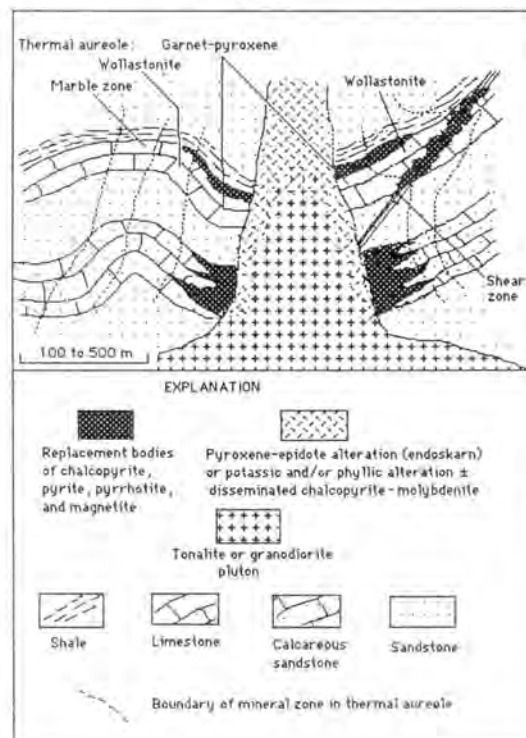 Thermal aureole: Garnet-pyroxene
Wollastonite
Marble zone
Wollastonite
Shear
zone
100 to 500 m
EXPLANATION
Replacement bodies
of chalcopyrite,
pyrite, pyrrhotite,
and magnetite
Pyroxene-epidote alteration (endoskarn)
or potassic and/or phyllic alteration ±
disseminated chalcopyrite - molybdenite
Tonalite or granodiorite
pluton
Shale
Limestone
Calcareous
sandstone
Sandstone
Boundary of mineral zone in thermal aureole